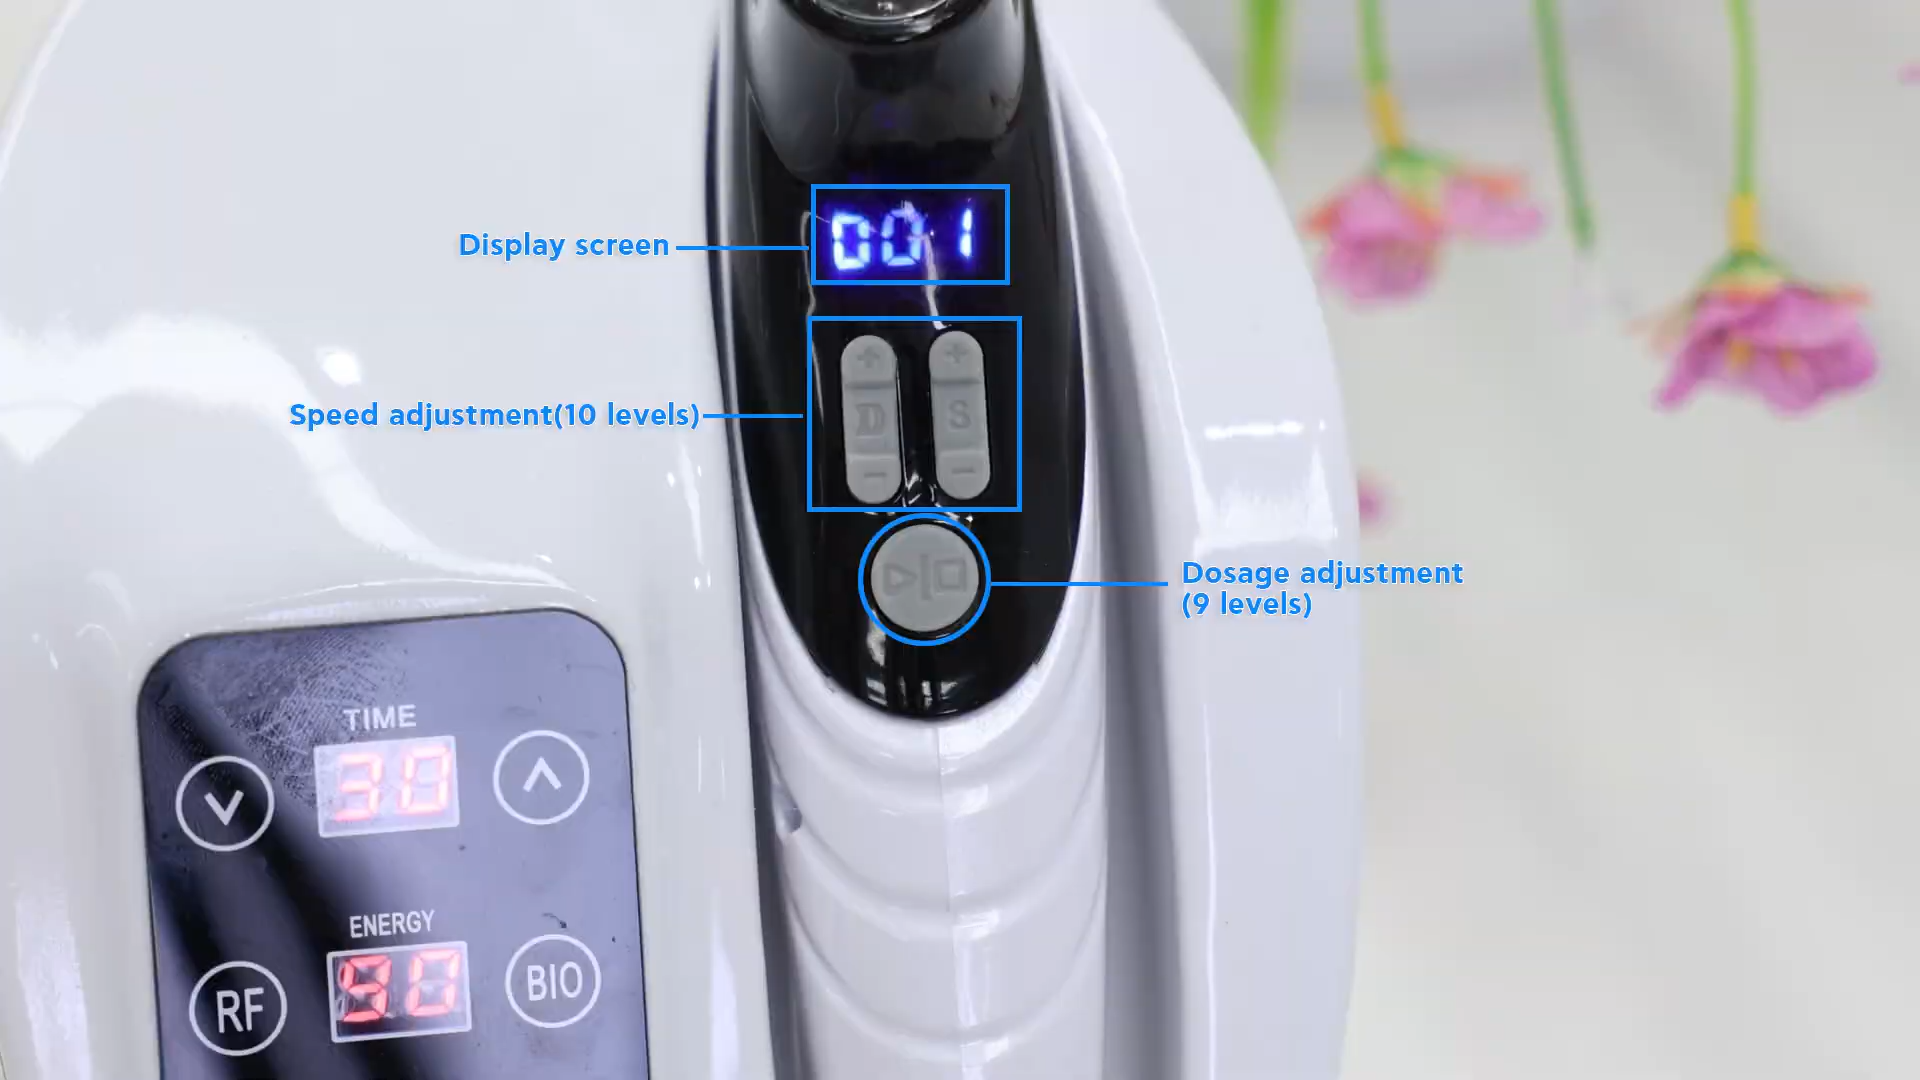 001
Display screen
+ +
Speed adjustment(10 levels)
D S
- -
Dosage adjustment
(9 levels)
TIME
30
ENERGY
90
RF
BIO